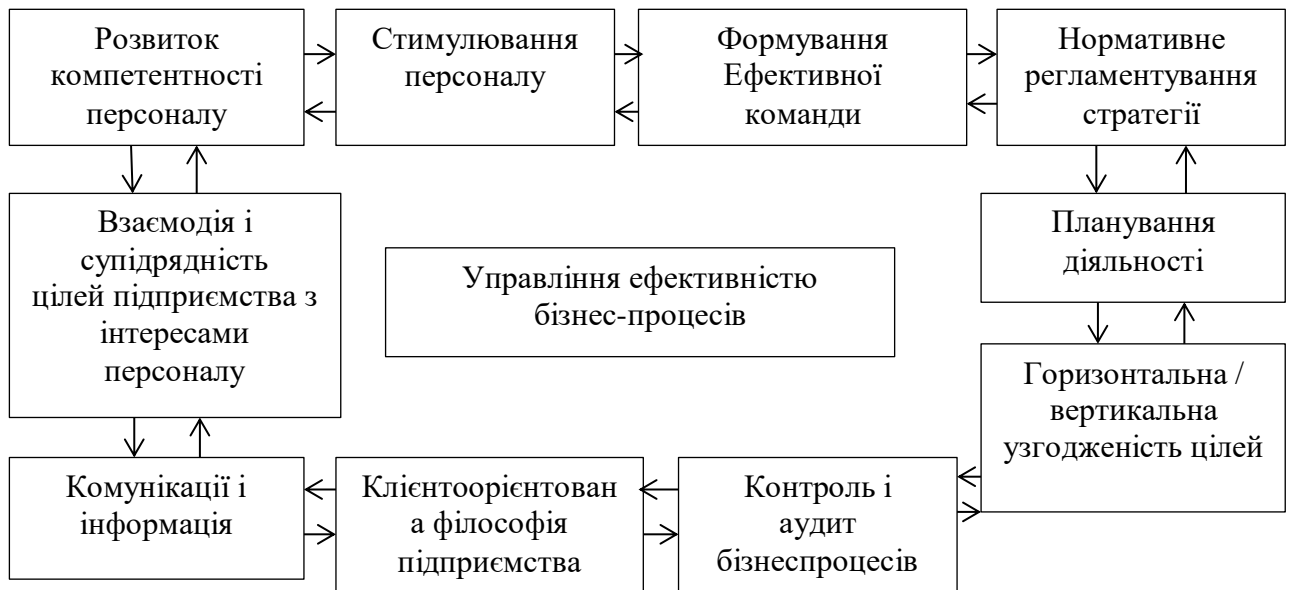 Розвиток
компетентності
персоналу
Стимулювання
персоналу
Формування
Ефективної
команди
Нормативне
регламентування
стратегії
Взаємодія і
супідрядність
цілей підприємства з
інтересами
персоналу
Управління ефективністю
бізнес-процесів
Планування
діяльності
Горизонтальна /
вертикальна
узгодженість цілей
Комунікації і
інформація
Клієнтоорієнтован
а філософія
підприємства
Контроль і
аудит
бізнеспроцесів